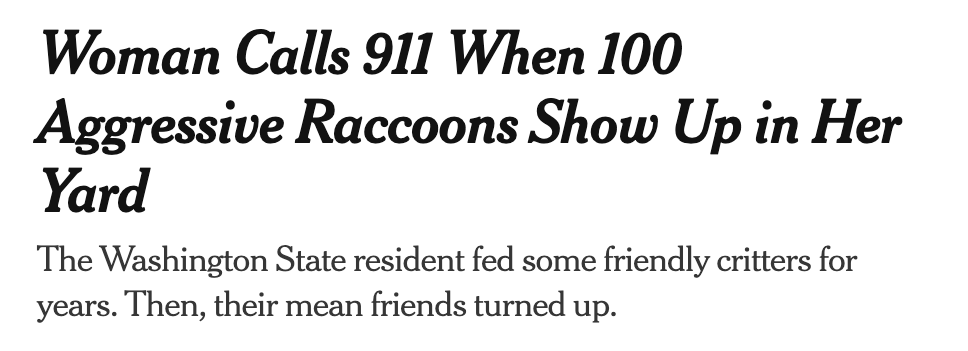 Woman Calls 911 When 100
Aggressive Raccoons Show Up in Her
Yard
The Washington State resident fed some friendly critters for
years. Then, their mean friends turned up.